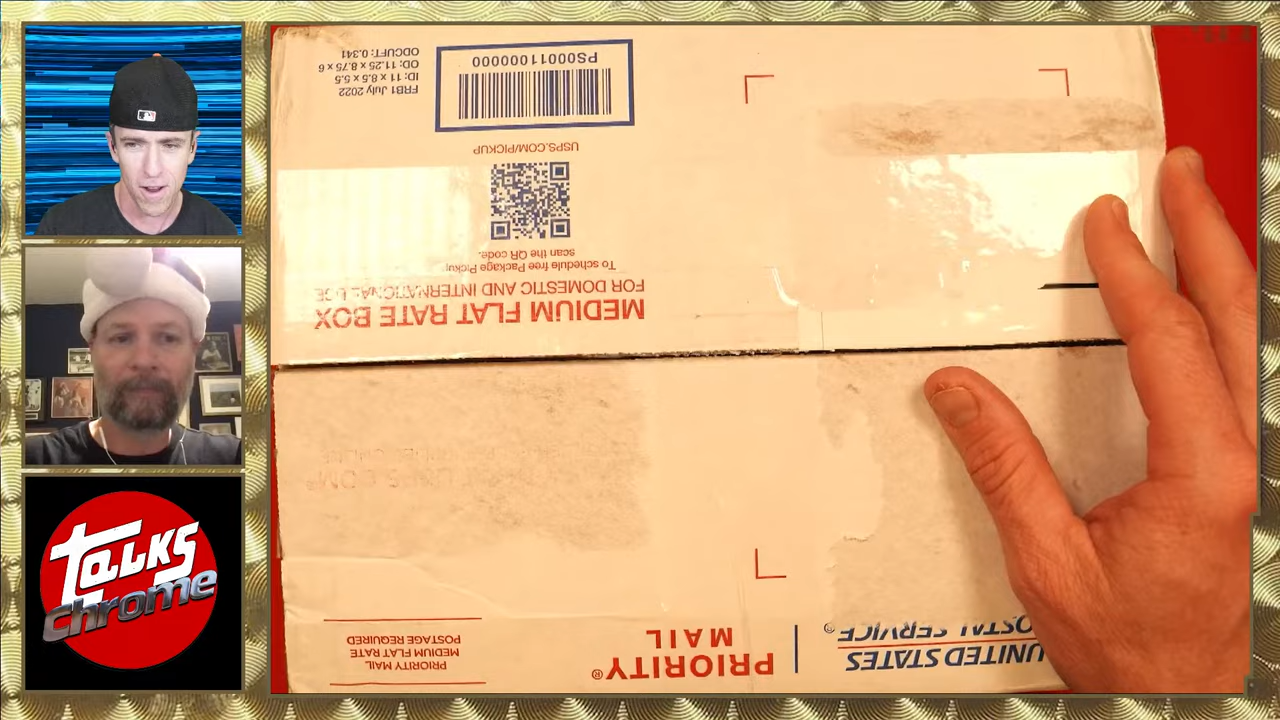 Talks
Chrome
PS00011000000
ODCUFT: 0.341
OD: 11.25 x 8.75 x 6
ID: 11 x 8.5 x 5.5
FRB1 July 2022
USPS.COM/PICKUP
To schedule free Package Pickup
scan the QR code.
FOR DOMESTIC AND INTERNATIONAL USE
MEDIUM FLAT RATE BOX
UNITED STATES
POSTAL SERVICE®
PRIORITY®
MAIL
PRIORITY MAIL
MEDIUM FLAT RATE
POSTAGE REQUIRED